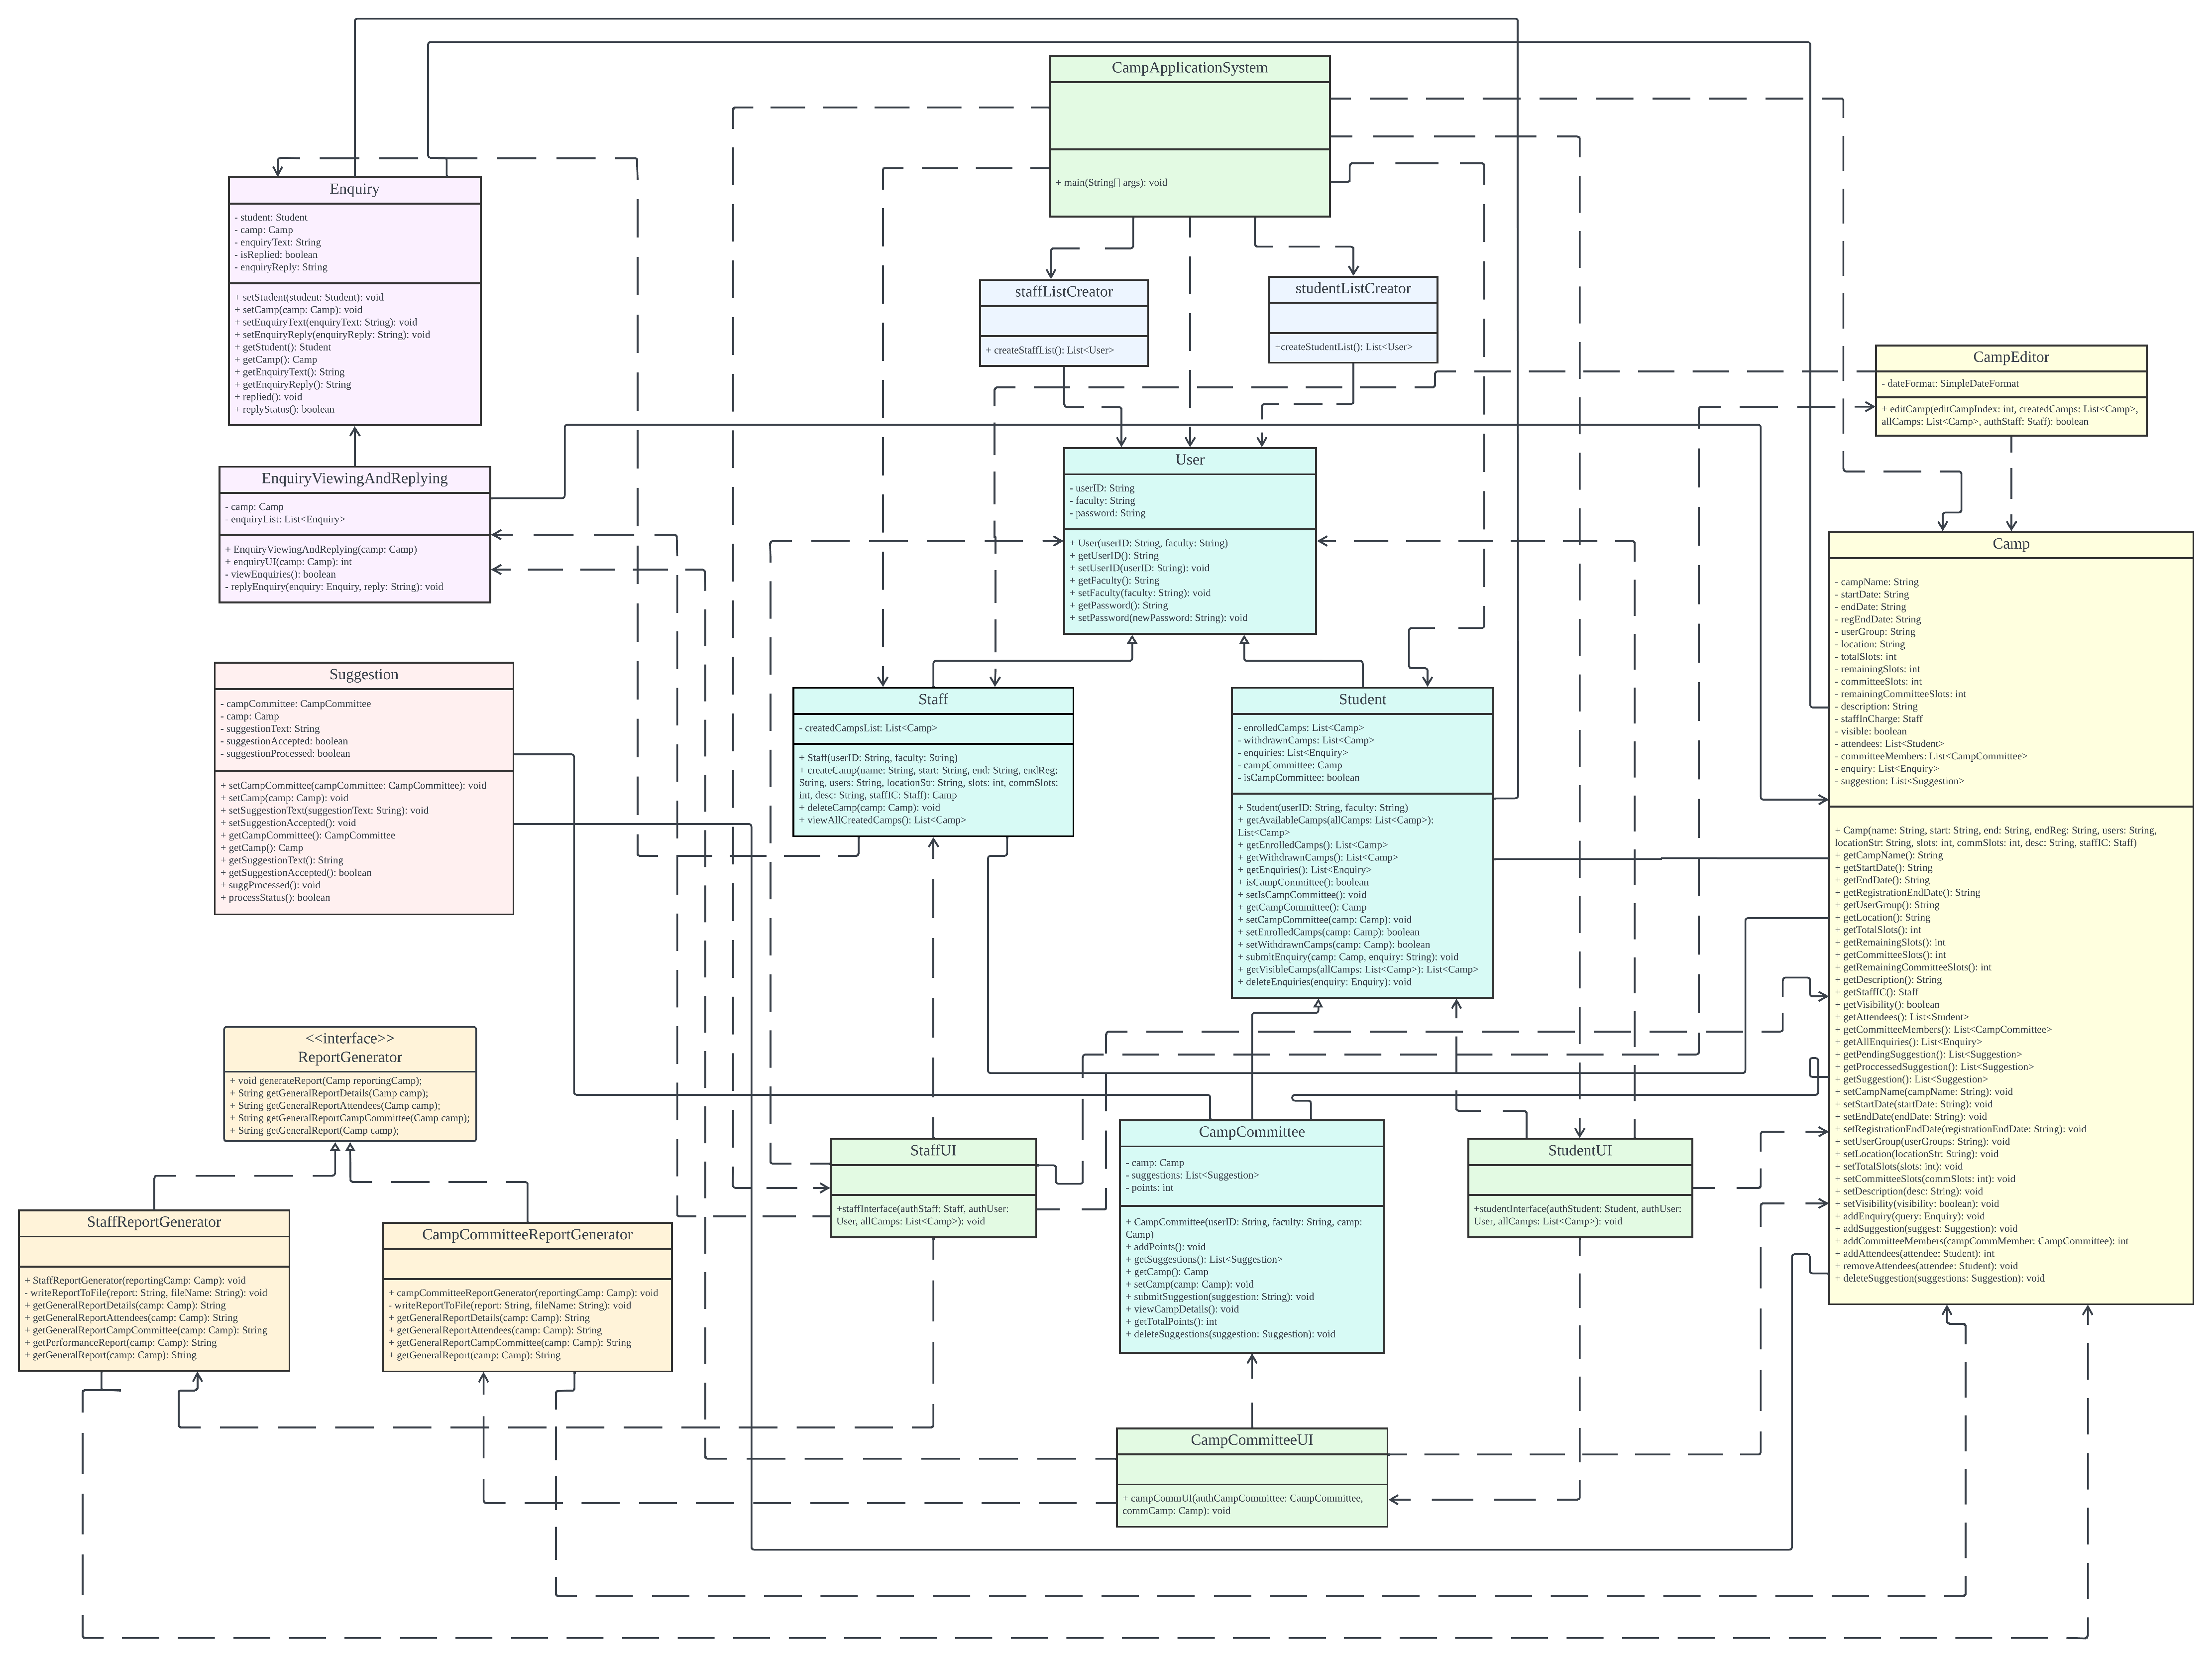 CampApplicationSystem
+ main(String[] args): void
Enquiry
- student: Student
- camp: Camp
- enquiryText: String
- isReplied: boolean
- enquiryReply: String
+ setStudent(student: Student): void
+ setCamp(camp: Camp): void
+ setEnquiryText(enquiryText: String): void
+ setEnquiryReply(enquiryReply: String): void
+ getStudent(): Student
+ getCamp(): Camp
+ getEnquiryText(): String
+ getEnquiryReply(): String
+ replied(): void
+ replyStatus(): boolean
staffListCreator
+ createStaffList(): List<User>
studentListCreator
+createStudentList(): List<User>
CampEditor
- dateFormat: SimpleDateFormat
+ editCamp(editCampIndex: int, createdCamps: List<Camp>,
allCamps: List<Camp>, authStaff: Staff): boolean
EnquiryViewingAndReplying
- camp: Camp
- enquiryList: List<Enquiry>
+ EnquiryViewingAndReplying(camp: Camp)
+ enquiryUI(camp: Camp): int
- viewEnquiries(): boolean
- replyEnquiry(enquiry: Enquiry, reply: String): void
User
- userID: String
- faculty: String
- password: String
+ User(userID: String, faculty: String)
+ getUserID(): String
+ setUserID(userID: String): void
+ getFaculty(): String
+ setFaculty(faculty: String): void
+ getPassword(): String
+ setPassword(newPassword: String): void
Camp
- campName: String
- startDate: String
- endDate: String
- regEndDate: String
- userGroup: String
- location: String
- totalSlots: int
- remainingSlots: int
- committeeSlots: int
- remainingCommitteeSlots: int
- description: String
- staffInCharge: Staff
- visible: boolean
- attendees: List<Student>
- committeeMembers: List<CampCommittee>
- enquiry: List<Enquiry>
- suggestion: List<Suggestion>
+ Camp(name: String, start: String, end: String, endReg: String, users: String,
locationStr: String, slots: int, commSlots: int, desc: String, staffIC: Staff)
+ getCampName(): String
+ getStartDate(): String
+ getEndDate(): String
+ getRegistrationEndDate(): String
+ getUserGroup(): String
+ getLocation(): String
+ getTotalSlots(): int
+ getRemainingSlots(): int
+ getCommitteeSlots(): int
+ getRemainingCommitteeSlots(): int
+ getDescription(): String
+ getStaffIC(): Staff
+ getVisibility(): boolean
+ getAttendees(): List<Student>
+ getCommitteeMembers(): List<CampCommittee>
+ getAllEnquiries(): List<Enquiry>
+ getPendingSuggestion(): List<Suggestion>
+ getProccessedSuggestion(): List<Suggestion>
+ getSuggestion(): List<Suggestion>
+ setCampName(campName: String): void
+ setStartDate(startDate: String): void
+ setEndDate(endDate: String): void
+ setRegistrationEndDate(registrationEndDate: String): void
+ setUserGroup(userGroups: String): void
+ setLocation(locationStr: String): void
+ setTotalSlots(slots: int): void
+ setCommitteeSlots(commSlots: int): void
+ setDescription(desc: String): void
+ setVisibility(visibility: boolean): void
+ addEnquiry(query: Enquiry): void
+ addSuggestion(suggest: Suggestion): void
+ addCommitteeMembers(campCommMember: CampCommittee): int
+ addAttendees(attendee: Student): int
+ removeAttendees(attendee: Student): void
+ deleteSuggestion(suggestions: Suggestion): void
Suggestion
- campCommittee: CampCommittee
- camp: Camp
- suggestionText: String
- suggestionAccepted: boolean
- suggestionProcessed: boolean
+ setCampCommittee(campCommittee: CampCommittee): void
+ setCamp(camp: Camp): void
+ setSuggestionText(suggestionText: String): void
+ setSuggestionAccepted(): void
+ getCampCommittee(): CampCommittee
+ getCamp(): Camp
+ getSuggestionText(): String
+ getSuggestionAccepted(): boolean
+ suggProcessed(): void
+ processStatus(): boolean
Staff
- createdCampsList: List<Camp>
+ Staff(userID: String, faculty: String)
+ createCamp(name: String, start: String, end: String, endReg:
String, users: String, locationStr: String, slots: int, commSlots:
int, desc: String, staffIC: Staff): Camp
+ deleteCamp(camp: Camp): void
+ viewAllCreatedCamps(): List<Camp>
Student
- enrolledCamps: List<Camp>
- withdrawnCamps: List<Camp>
- enquiries: List<Enquiry>
- campCommittee: Camp
- isCampCommittee: boolean
+ Student(userID: String, faculty: String)
+ getAvailableCamps(allCamps: List<Camp>):
List<Camp>
+ getEnrolledCamps(): List<Camp>
+ getWithdrawnCamps(): List<Camp>
+ getEnquiries(): List<Enquiry>
+ isCampCommittee(): boolean
+ setIsCampCommittee(): void
+ getCampCommittee(): Camp
+ setCampCommittee(camp: Camp): void
+ setEnrolledCamps(camp: Camp): boolean
+ setWithdrawnCamps(camp: Camp): boolean
+ submitEnquiry(camp: Camp, enquiry: String): void
+ getVisibleCamps(allCamps: List<Camp>): List<Camp>
+ deleteEnquiries(enquiry: Enquiry): void
<<interface>>
ReportGenerator
+ void generateReport(Camp reportingCamp);
+ String getGeneralReportDetails(Camp camp);
+ String getGeneralReportAttendees(Camp camp);
+ String getGeneralReportCampCommittee(Camp camp);
+ String getGeneralReport(Camp camp);
StaffUI
+staffInterface(authStaff: Staff, authUser:
User, allCamps: List<Camp>): void
CampCommittee
- camp: Camp
- suggestions: List<Suggestion>
- points: int
+ CampCommittee(userID: String, faculty: String, camp:
Camp)
+ addPoints(): void
+ getSuggestions(): List<Suggestion>
+ getCamp(): Camp
+ setCamp(camp: Camp): void
+ submitSuggestion(suggestion: String): void
+ viewCampDetails(): void
+ getTotalPoints(): int
+ deleteSuggestions(suggestion: Suggestion): void
StudentUI
+studentInterface(authStudent: Student, authUser:
User, allCamps: List<Camp>): void
StaffReportGenerator
+ StaffReportGenerator(reportingCamp: Camp): void
- writeReportToFile(report: String, fileName: String): void
+ getGeneralReportDetails(camp: Camp): String
+ getGeneralReportAttendees(camp: Camp): String
+ getGeneralReportCampCommittee(camp: Camp): String
+ getPerformanceReport(camp: Camp): String
+ getGeneralReport(camp: Camp): String
CampCommitteeReportGenerator
+ campCommitteeReportGenerator(reportingCamp: Camp): void
- writeReportToFile(report: String, fileName: String): void
+ getGeneralReportDetails(camp: Camp): String
+ getGeneralReportAttendees(camp: Camp): String
+ getGeneralReportCampCommittee(camp: Camp): String
+ getGeneralReport(camp: Camp): String
CampCommitteeUI
+ campCommUI(authCampCommittee: CampCommittee,
commCamp: Camp): void